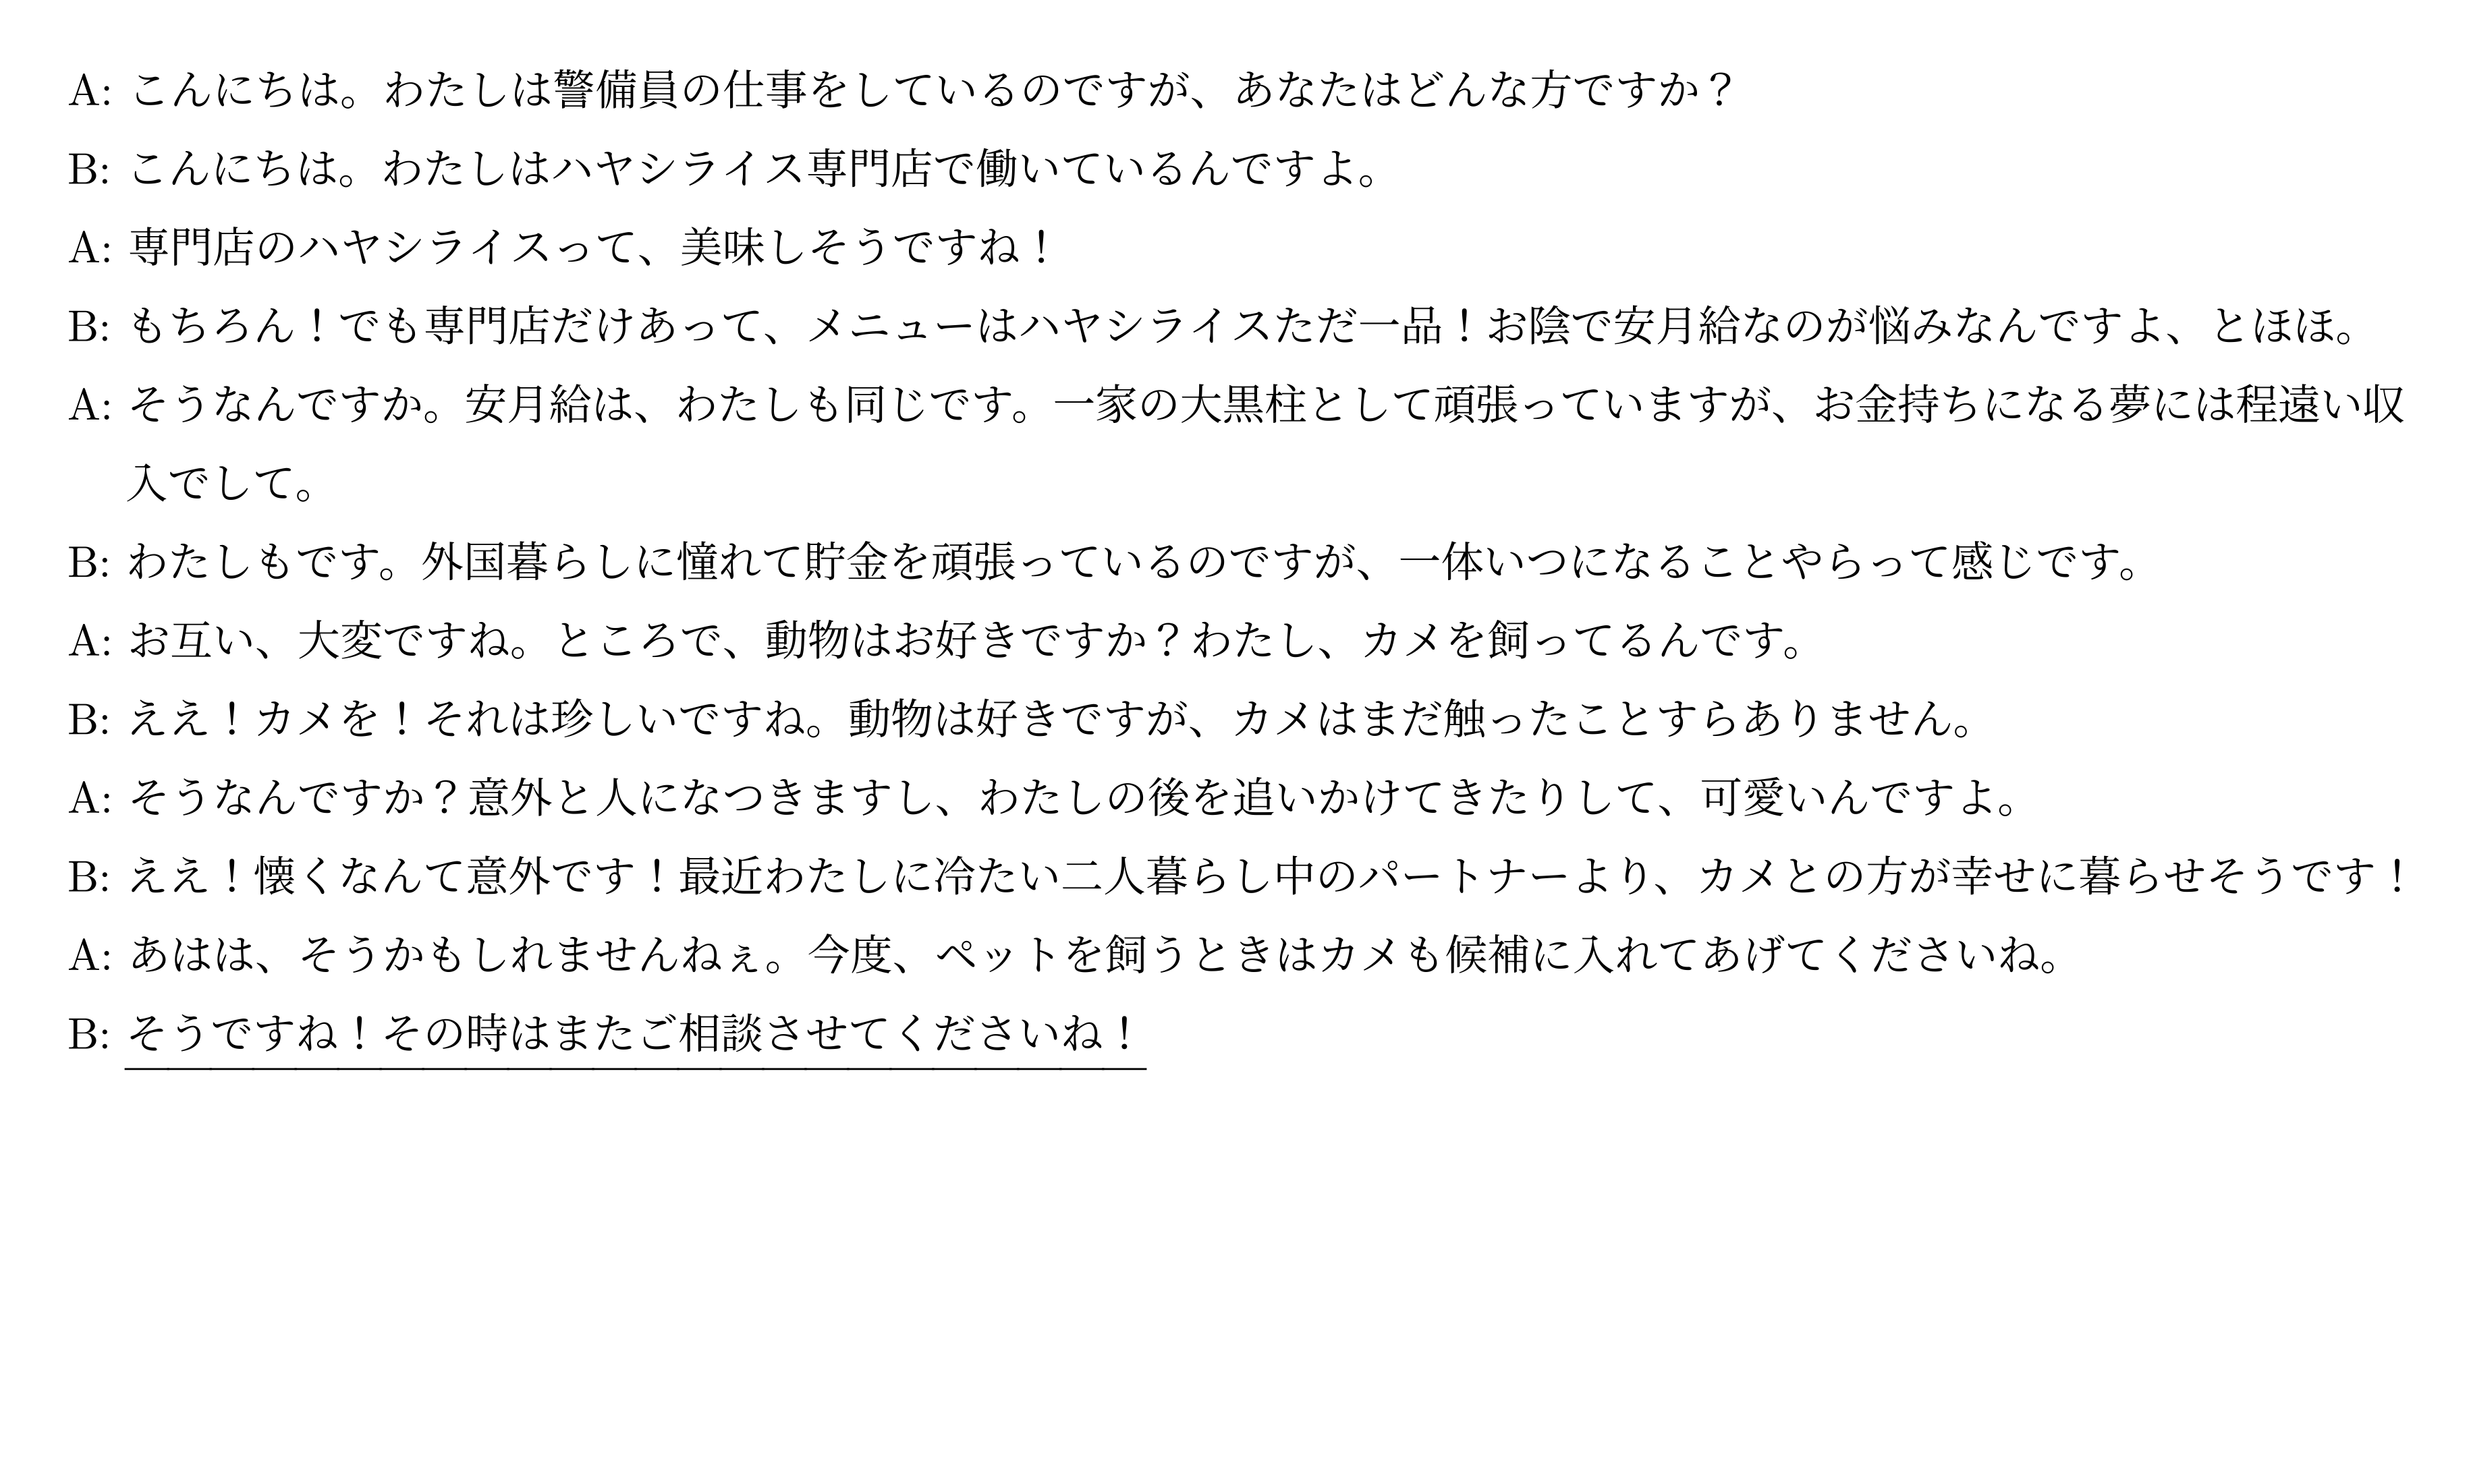 A: こんにちは。わたしは警備員の仕事をしているのですが、あなたはどんな方ですか？
B: こんにちは。わたしはハヤシライス専門店で働いているんですよ。
A: 専門店のハヤシライスって、美味しそうですね！
B: もちろん！でも専門店だけあって、メニューはハヤシライスただ一品！お陰で安月給なのが悩みなんですよ、とほほ。
A: そうなんですか。安月給は、わたしも同じです。一家の大黒柱として頑張っていますが、お金持ちになる夢には程遠い収
入でして。
B: わたしもです。外国暮らしに憧れて貯金を頑張っているのですが、一体いつになることやらって感じです。
A: お互い、大変ですね。ところで、動物はお好きですか？わたし、カメを飼ってるんです。
B: ええ！カメを！それは珍しいですね。動物は好きですが、カメはまだ触ったことすらありません。
A: そうなんですか？意外と人になつきますし、わたしの後を追いかけてきたりして、可愛いんですよ。
B: ええ！懐くなんて意外です！最近わたしに冷たい二人暮らし中のパートナーより、カメとの方が幸せに暮らせそうです！
A: あはは、そうかもしれませんねぇ。今度、ペットを飼うときはカメも候補に入れてあげてくださいね。
B: そうですね！その時はまたご相談させてくださいね！